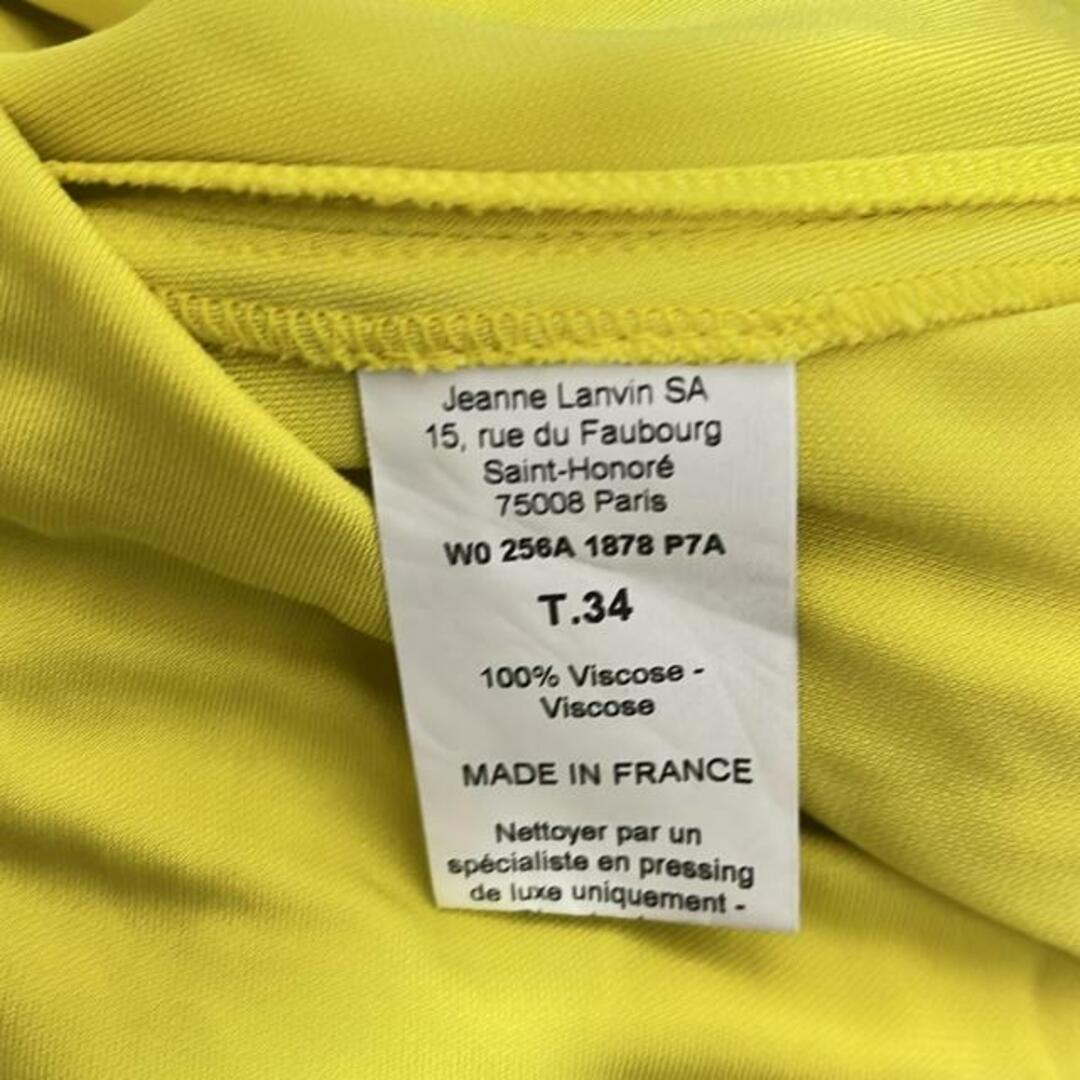 Jeanne Lanvin SA
15, rue du Faubourg
Saint-Honoré
75008 Paris
W0 256A 1878 P7A
T.34
100% Viscose -
Viscose
MADE IN FRANCE
Nettoyer par un
spécialiste en pressing
de luxe uniquement -